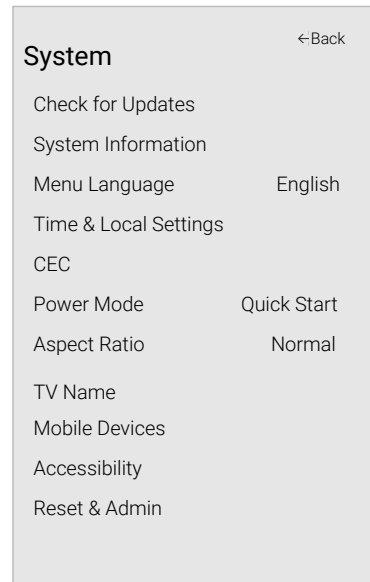 ←Back
System
Check for Updates
System Information
Menu Language English
Time & Local Settings
CEC
Power Mode Quick Start
Aspect Ratio Normal
TV Name
Mobile Devices
Accessibility
Reset & Admin